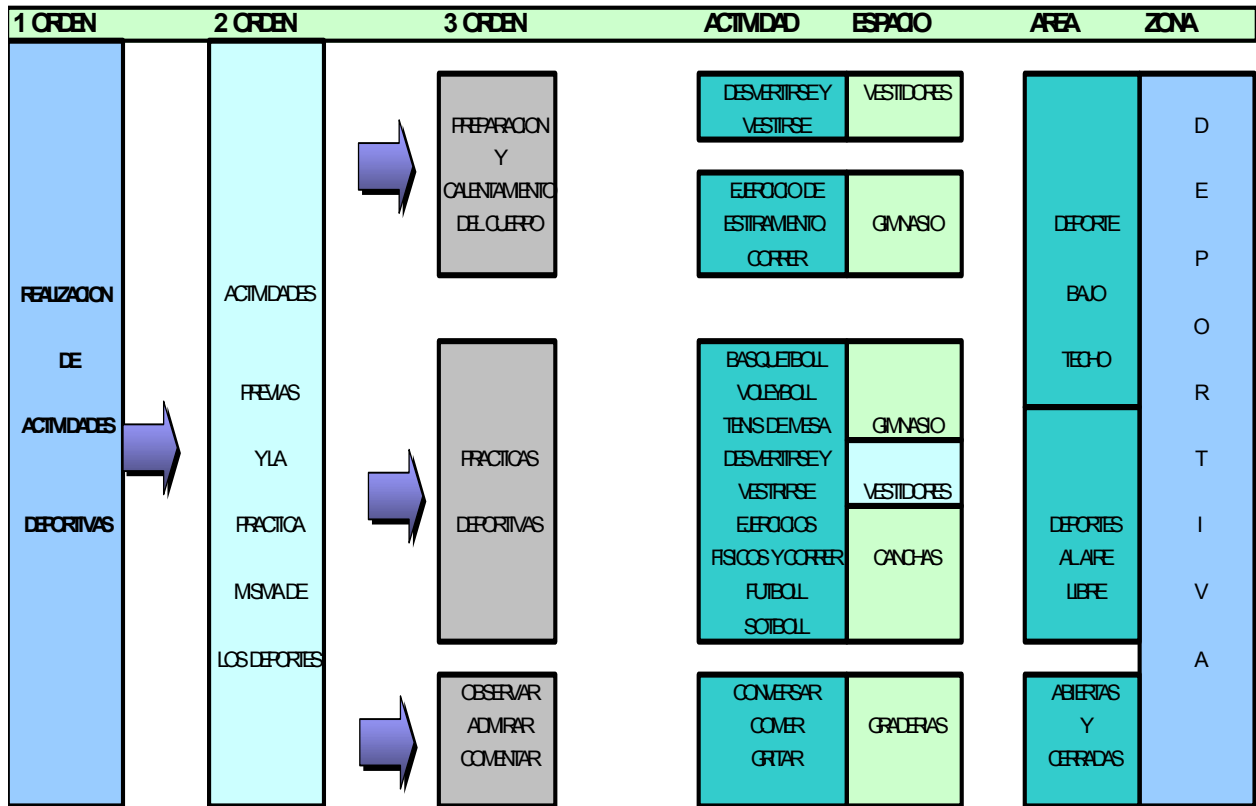 1 ORDEN 2 ORDEN 3 ORDEN ACTIVIDAD ESPACIO AREA ZONA
REALIZACION
DE
ACTIVIDADES
DEPORTIVAS
ACTIVIDADES
PREVIAS
Y LA
PRACTICA
MISMA DE
LOS DEPORTES
PREPARACION
Y
CALENTAMIENTO
DEL CUERPO
PRACTICAS
DEPORTIVAS
OBSERVAR
ADMIRAR
COMENTAR
DESVERTIRSE Y
VESTIRSE
EJERCICIO DE
ESTIRAMIENTO.
CORRER
BASQUETBOLL
VOLEYBOLL
TENIS DE MESA
DESVERTIRSE Y
VESTRIRSE
EJERCICIOS
FISICOS Y CORRER
FUTBOLL
SOTBOLL
CONVERSAR
COMER
GRITAR
VESTIDORES
GIMNASIO
GIMNASIO
VESTIDORES
CANCHAS
GRADERIAS
DEPORTE
BAJO
TECHO
DEPORTES
AL AIRE
LIBRE
ABIERTAS
Y
CERRADAS
D
E
P
O
R
T
I
V
A